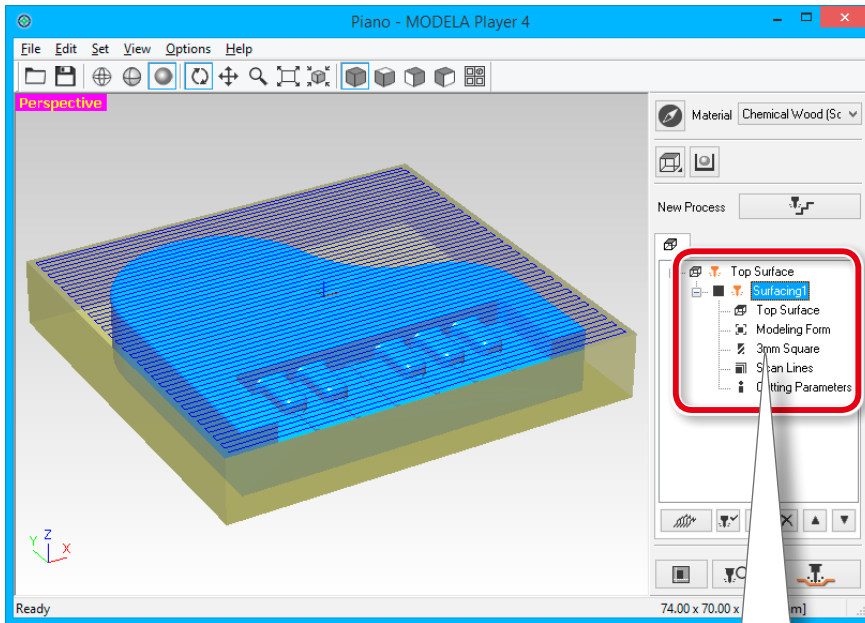 Piano - MODELA Player 4
File Edit Set View Options Help
Perspective
Material Chemical Wood (Sc
New Process
Top Surface
Surfacing1
Top Surface
Modeling Form
3mm Square
Scan Lines
Cutting Parameters
Z
Y
X
Ready
74.00 x 70.00 x m]